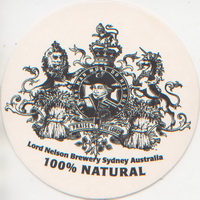 Lord Nelson Brewery Sydney Australia
100% NATURAL